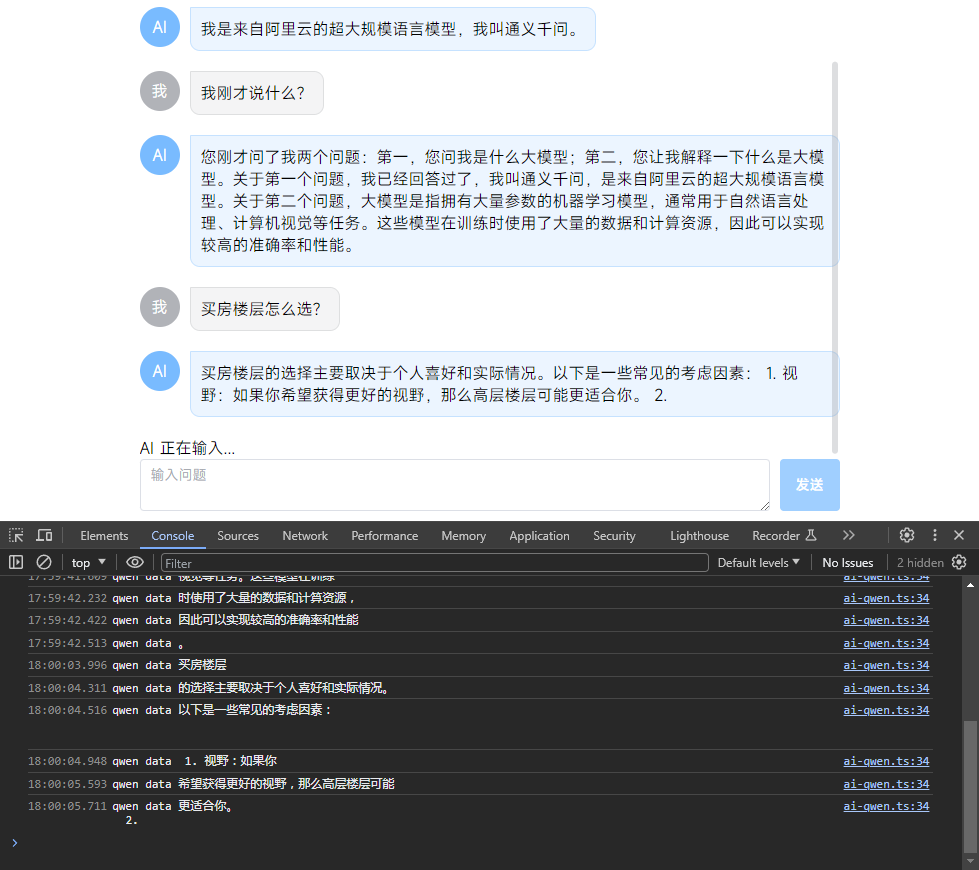 AI
我是来自阿里云的超大规模语言模型，我叫通义千问。
我
我刚才说什么？
AI
您刚才问了我两个问题：第一，您问我是什么大模型；第二，您让我解释一下什么是大模
型。关于第一个问题，我已经回答过了，我叫通义千问，是来自阿里云的超大规模语言模
型。关于第二个问题，大模型是指拥有大量参数的机器学习模型，通常用于自然语言处
理、计算机视觉等任务。这些模型在训练时使用了大量的数据和计算资源，因此可以实现
较高的准确率和性能。
我
买房楼层怎么选？
AI
买房楼层的选择主要取决于个人喜好和实际情况。以下是一些常见的考虑因素： 1. 视
野：如果你希望获得更好的视野，那么高层楼层可能更适合你。 2.
AI 正在输入...
输入问题
发送
Elements Console Sources Network Performance Memory Application Security Lighthouse Recorder
top Filter Default levels No Issues 2 hidden
17:59:41.609 qwen data 视觉等任务。这些模型在训练 ai-qwen.ts:34
17:59:42.232 qwen data 时使用了大量的数据和计算资源， ai-qwen.ts:34
17:59:42.422 qwen data 因此可以实现较高的准确率和性能 ai-qwen.ts:34
17:59:42.513 qwen data 。 ai-qwen.ts:34
18:00:03.996 qwen data 买房楼层 ai-qwen.ts:34
18:00:04.311 qwen data 的选择主要取决于个人喜好和实际情况。 ai-qwen.ts:34
18:00:04.516 qwen data 以下是一些常见的考虑因素： ai-qwen.ts:34
18:00:04.948 qwen data 1. 视野：如果你 ai-qwen.ts:34
18:00:05.593 qwen data 希望获得更好的视野，那么高层楼层可能 ai-qwen.ts:34
18:00:05.711 qwen data 更适合你。 ai-qwen.ts:34
2.